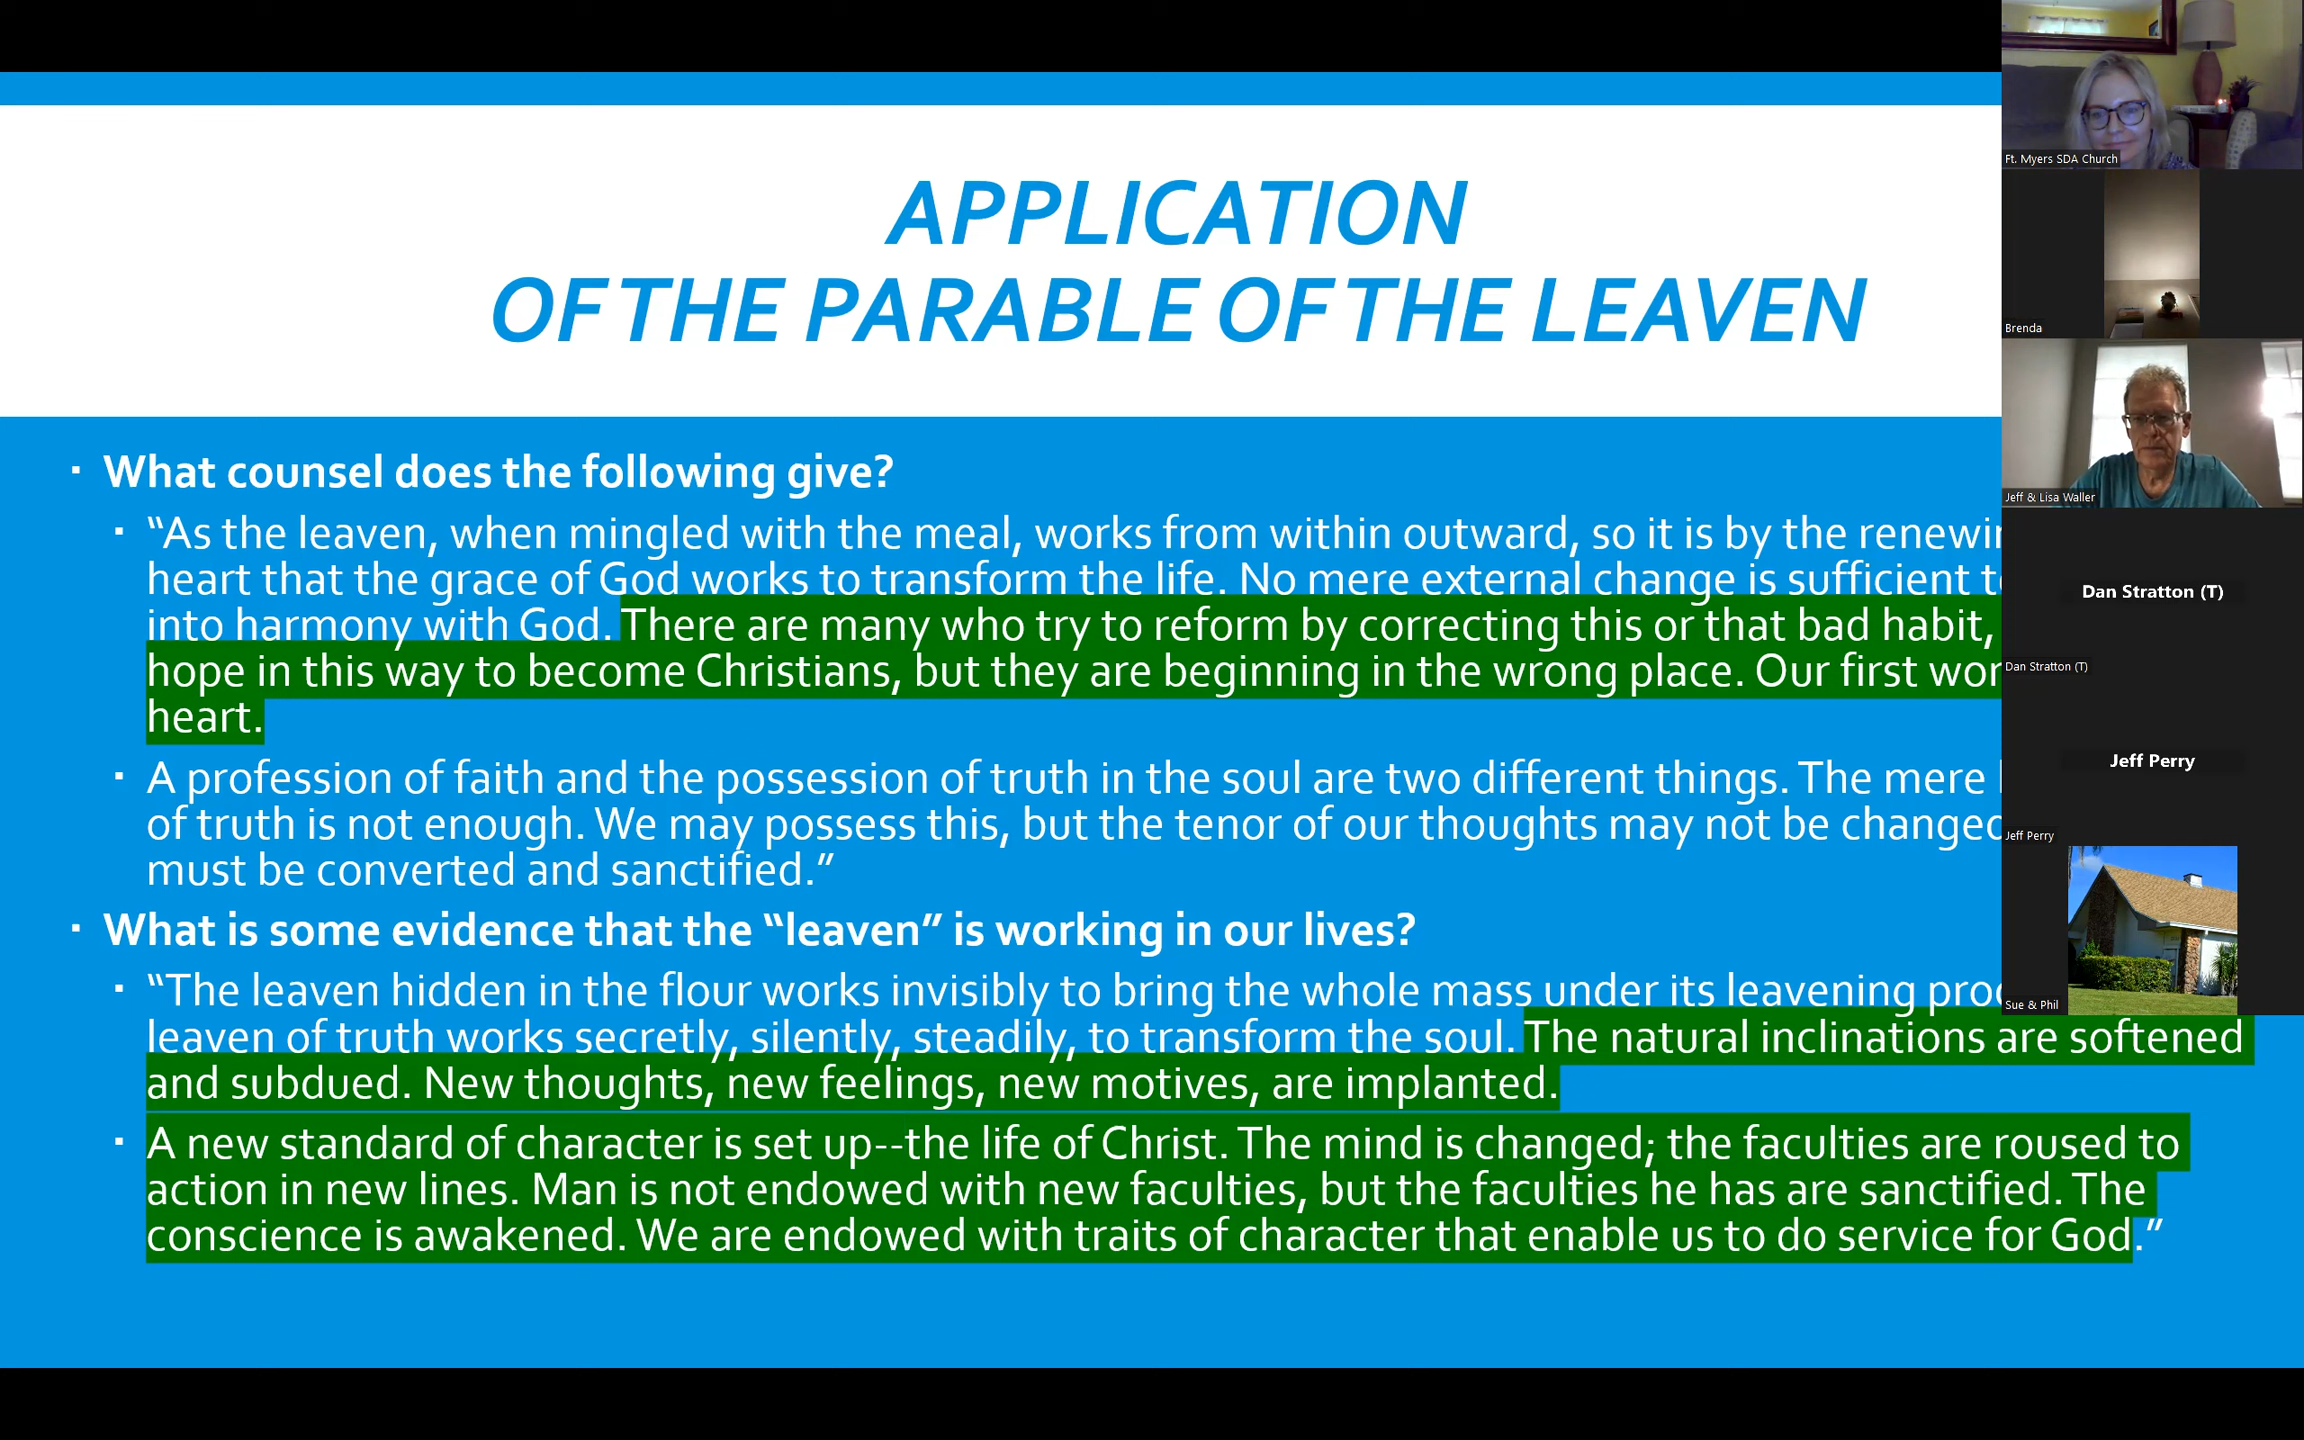 APPLICATION
OF THE PARABLE OF THE LEAVEN
▪ What counsel does the following give?
▪ “As the leaven, when mingled with the meal, works from within outward, so it is by the
heart that the grace of God works to transform the life. No mere external change is sufficient
into harmony with God. There are many who try to reform by correcting this or that bad habit,
hope in this way to become Christians, but they are beginning in the wrong place. Our first
heart.
▪ A profession of faith and the possession of truth in the soul are two different things. The mere
of truth is not enough. We may possess this, but the tenor of our thoughts may not be changed
must be converted and sanctified.”
▪ What is some evidence that the “leaven” is working in our lives?
▪ “The leaven hidden in the flour works invisibly to bring the whole mass under its leavening
leaven of truth works secretly, silently, steadily, to transform the soul. The natural inclinations are softened
and subdued. New thoughts, new feelings, new motives, are implanted.
▪ A new standard of character is set up--the life of Christ. The mind is changed; the faculties are roused to
action in new lines. Man is not endowed with new faculties, but the faculties he has are sanctified. The
conscience is awakened. We are endowed with traits of character that enable us to do service for God.”
Ft. Myers SDA Church
Brenda
Jeff & Lisa Waller
Dan Stratton (T)
Dan Stratton (T)
Jeff Perry
Jeff Perry
Sue & Phil